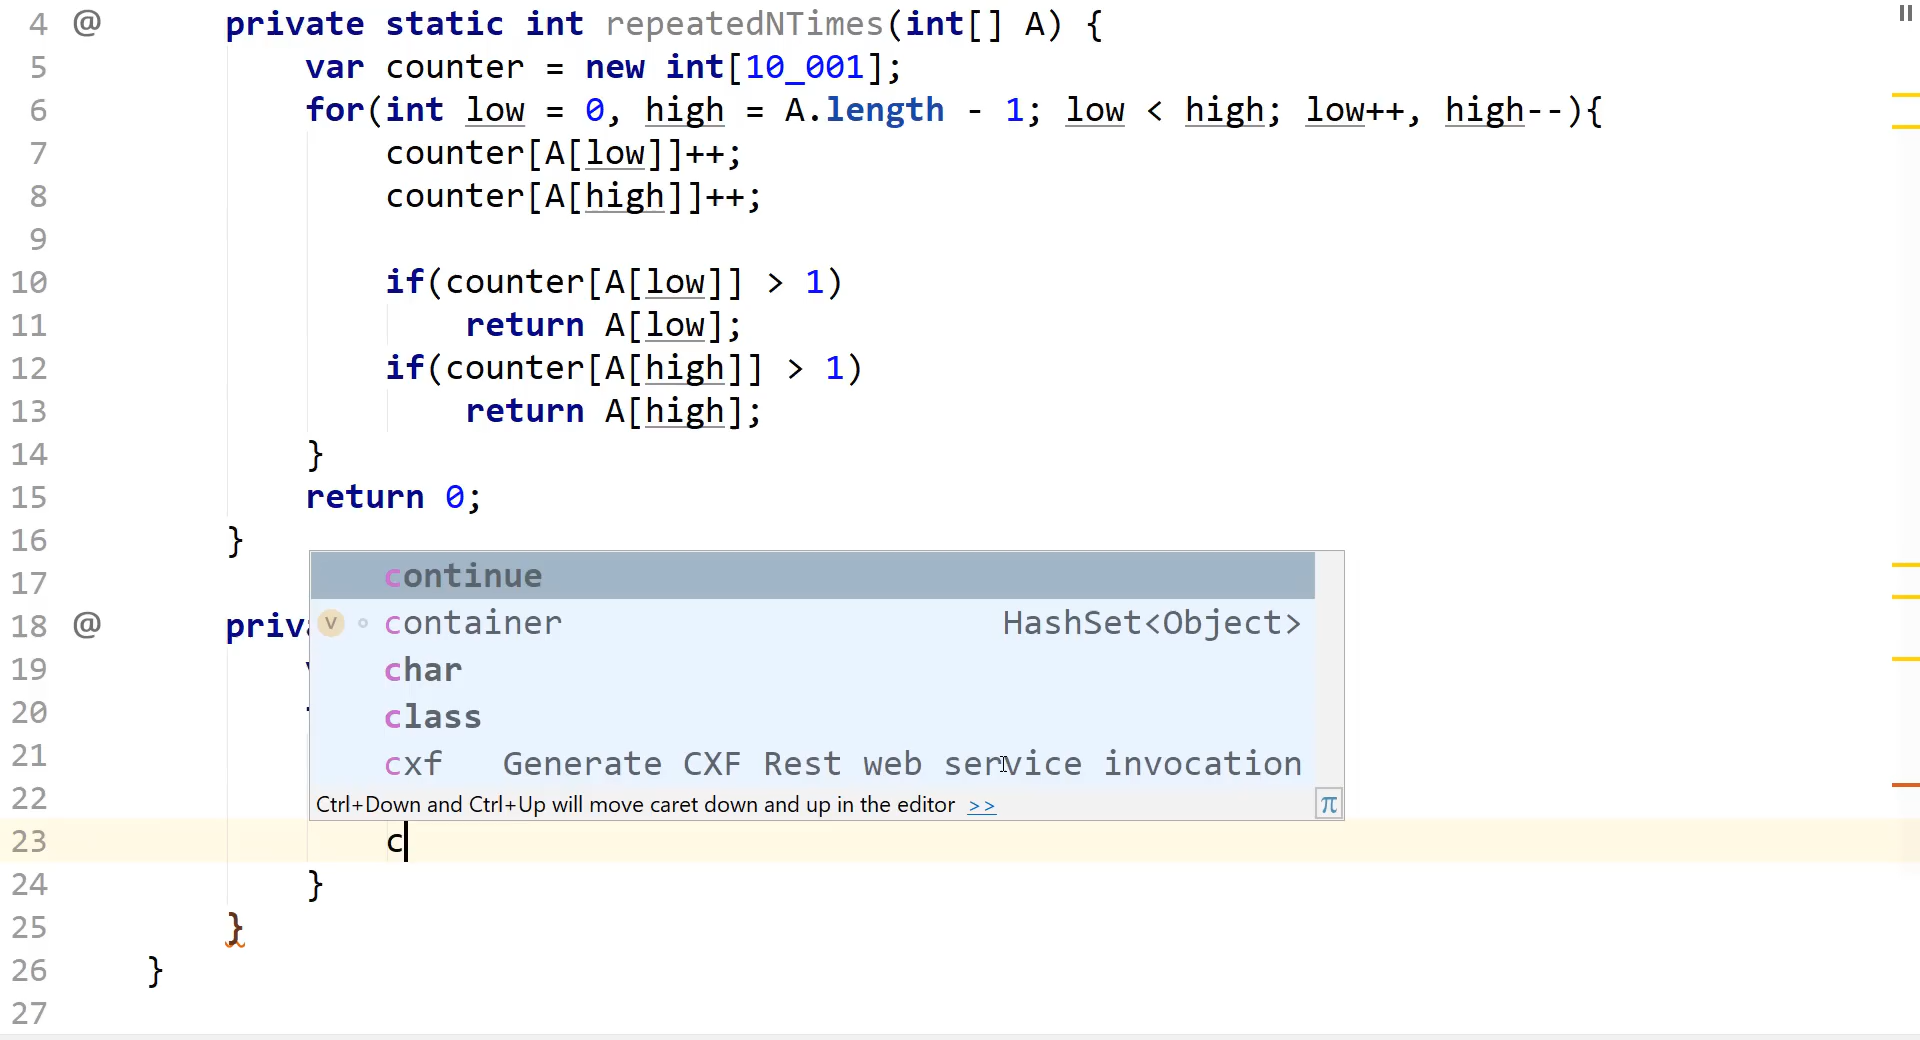 4 @ private static int repeatedNTimes(int[] A) {
5 var counter = new int[10_001];
6 for(int low = 0, high = A.length - 1; low < high; low++, high--){
7 counter[A[low]]++;
8 counter[A[high]]++;
9
10 if(counter[A[low]] > 1)
11 return A[low];
12 if(counter[A[high]] > 1)
13 return A[high];
14 }
15 return 0;
16 }
continue
17
container HashSet<Object>
18 @ priv
19
char
20
class
21
cxf Generate CXF Rest web service invocation
22
Ctrl+Down and Ctrl+Up will move caret down and up in the editor >> π
23 c
24 }
25 }
26 }
27